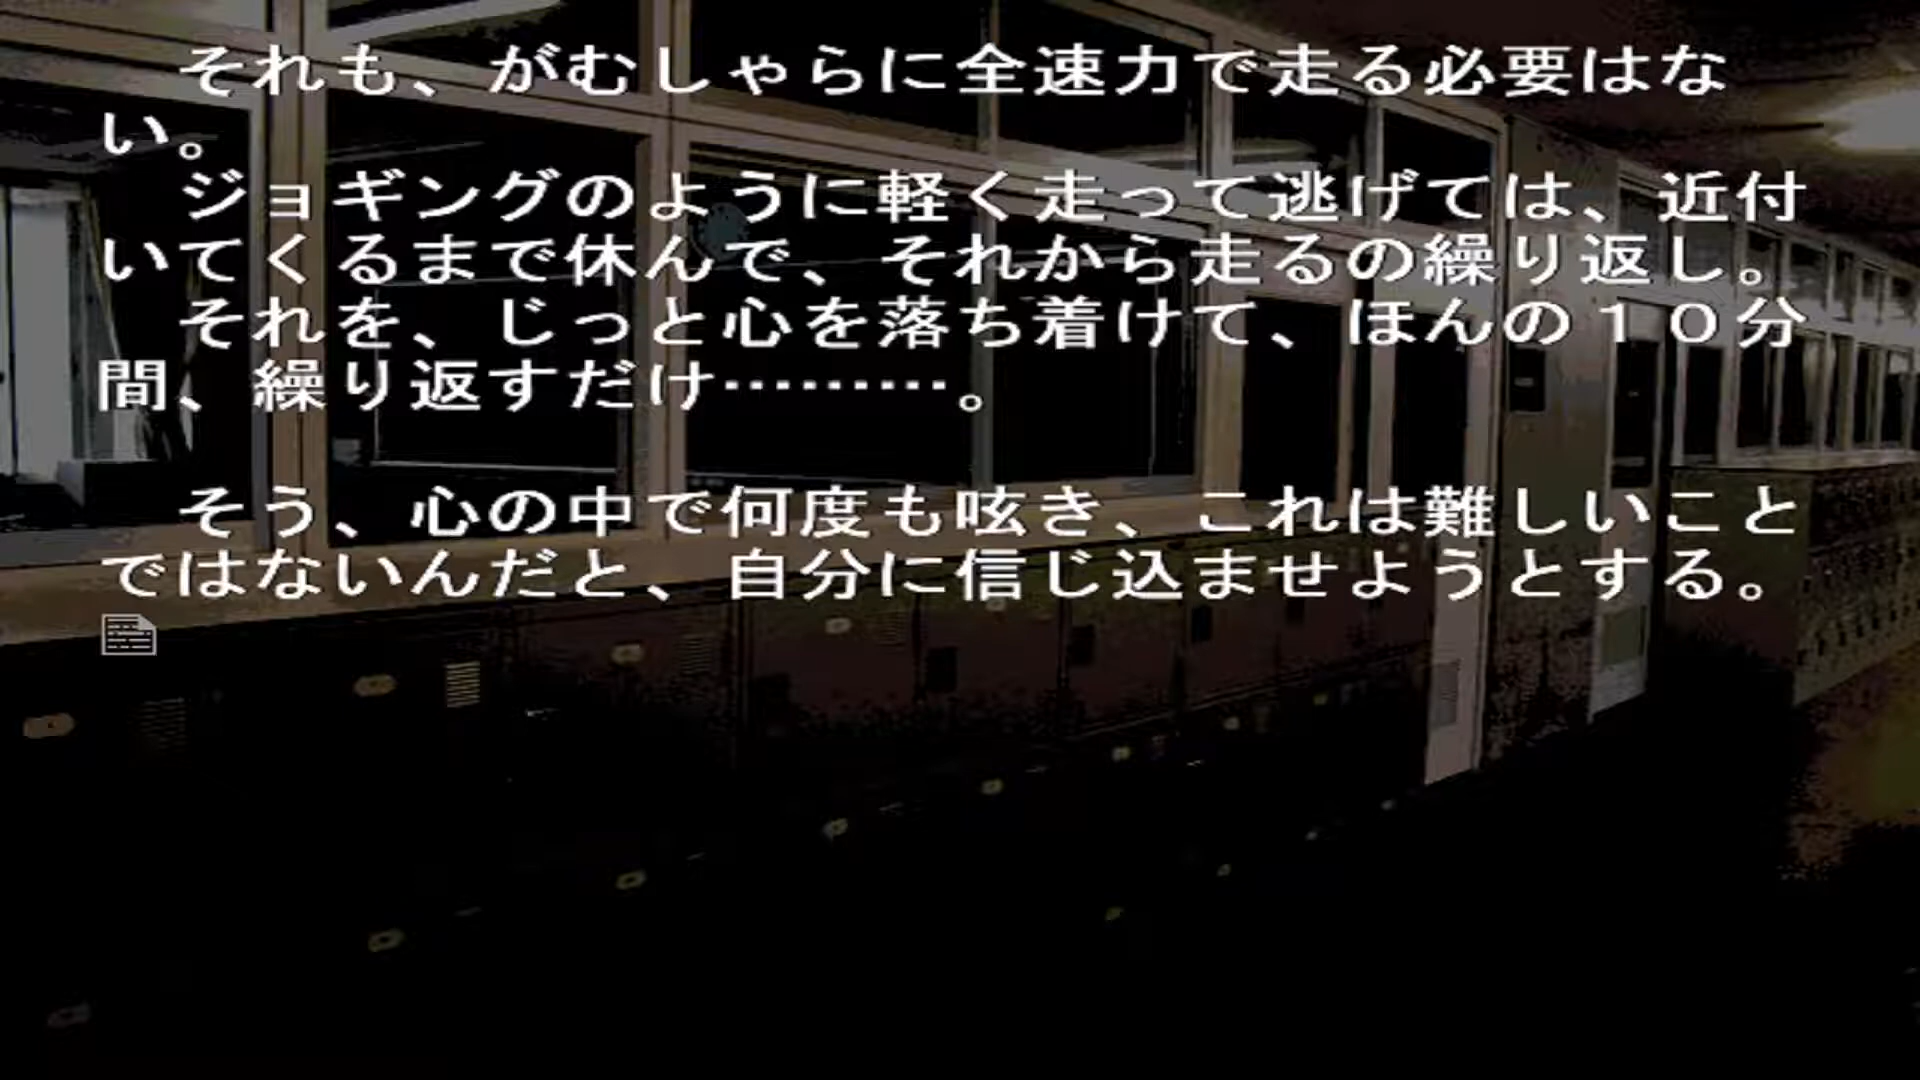 それも、がむしゃらに全速力で走る必要はな
い。
　ジョギングのように軽く走って逃げては、近付
いてくるまで休んで、それから走るの繰り返し。
　それを、じっと心を落ち着けて、ほんの１０分
間、繰り返すだけ………。
　そう、心の中で何度も呟き、これは難しいこと
ではないんだと、自分に信じ込ませようとする。